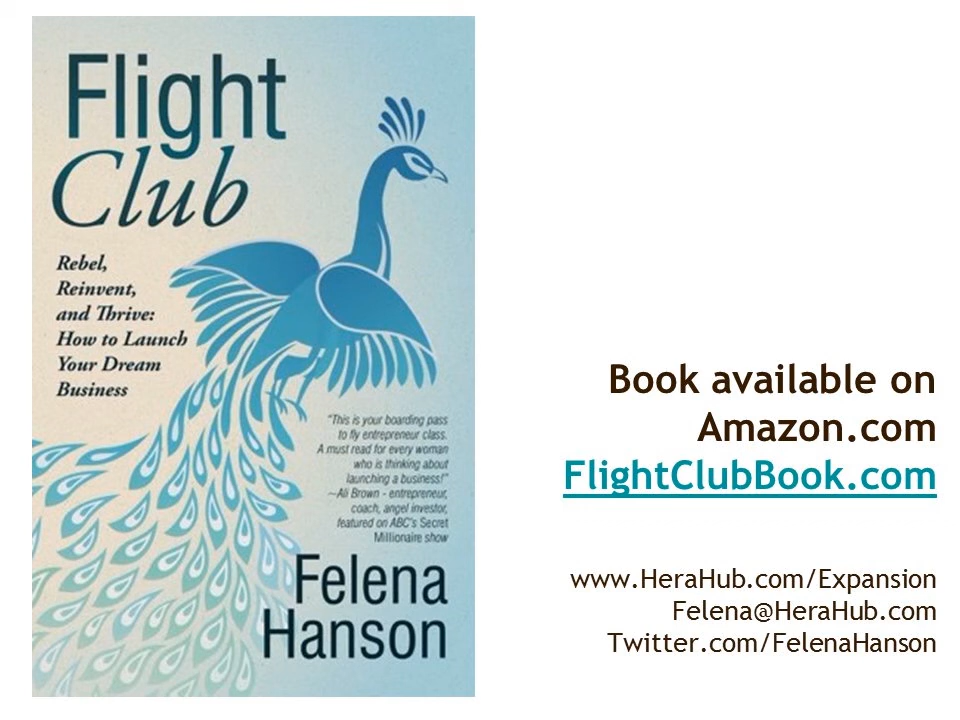 Flight
Club
Rebel,
Reinvent,
and Thrive:
How to Launch
Your Dream
Business
"This is your boarding pass
to fly entrepreneur class.
A must read for every woman
who is thinking about
launching a business!"
~Ali Brown - entrepreneur,
coach, angel investor,
featured on ABC's Secret
Millionaire show
Felena
Hanson
Book available on
Amazon.com
FlightClubBook.com
www.HeraHub.com/Expansion
Felena@HeraHub.com
Twitter.com/FelenaHanson